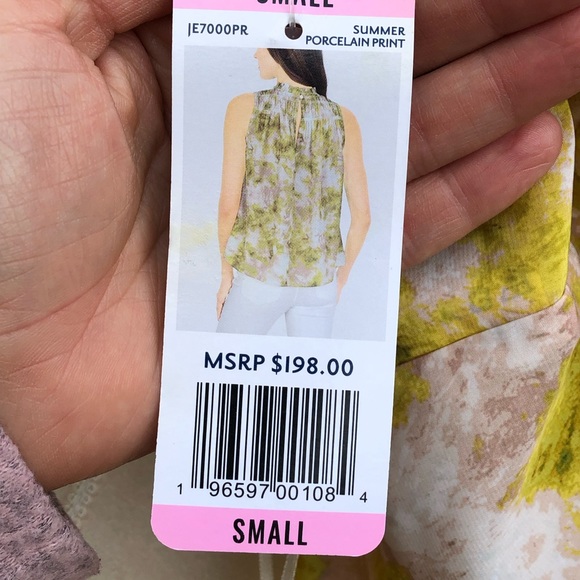 SMALL
JE7000PR
SUMMER
PORCELAIN PRINT
MSRP $198.00
1 96597 00108 4
SMALL